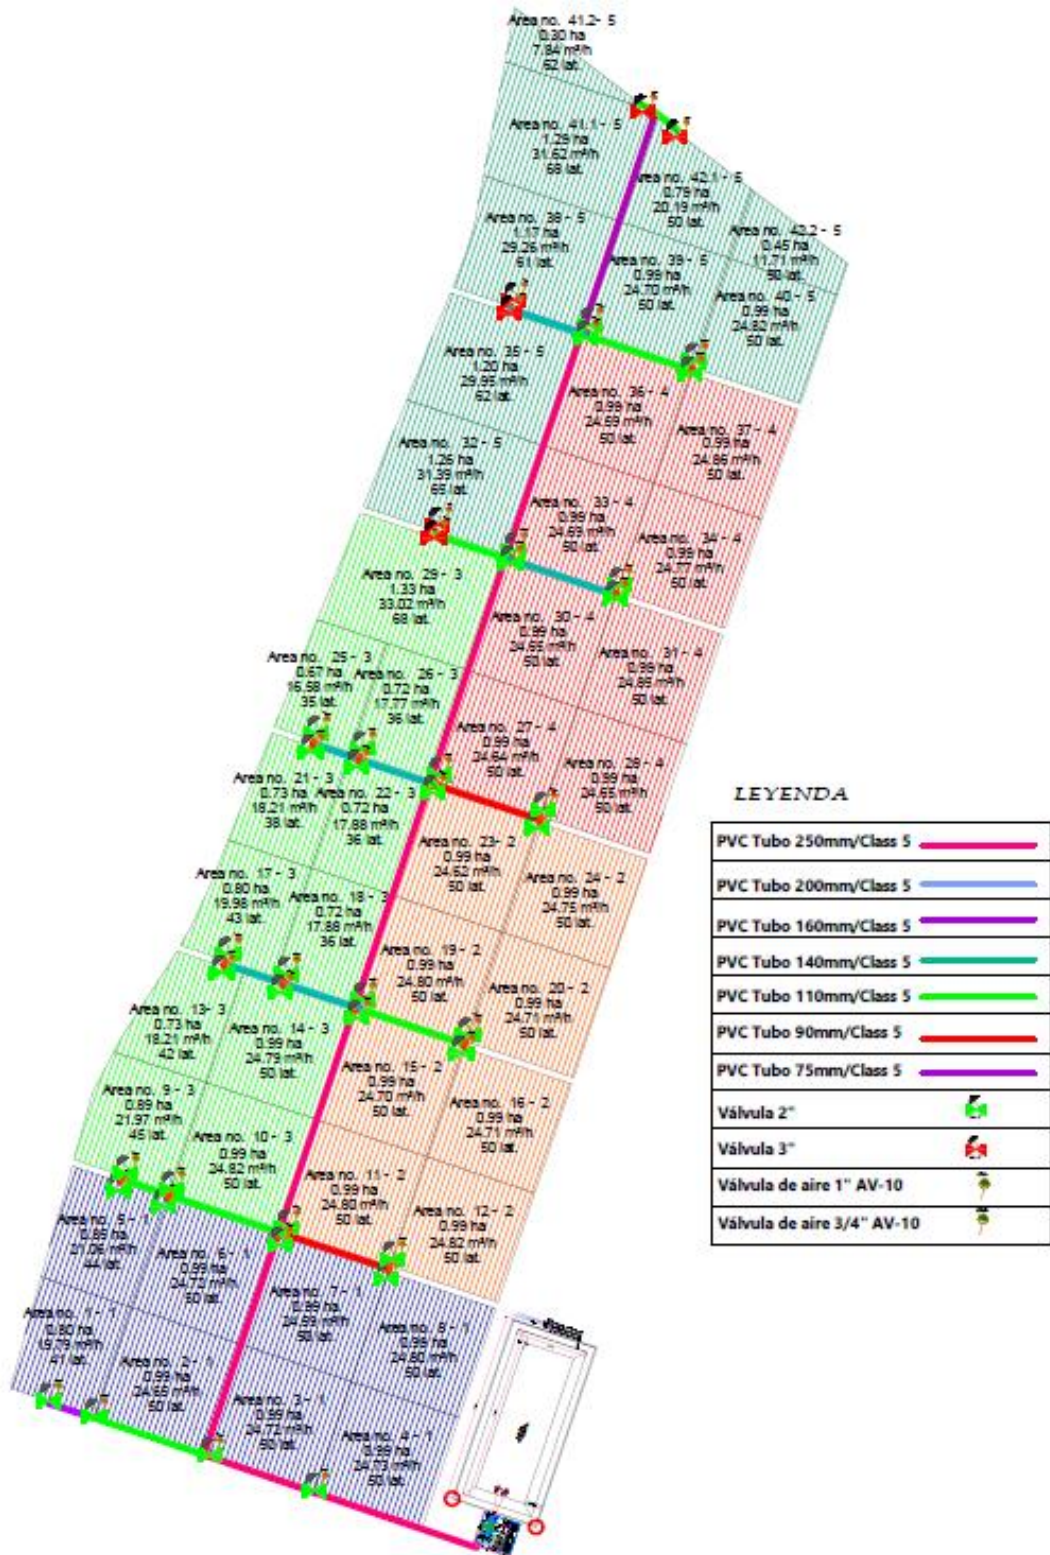 Area no. 41.2- 5
0.30 ha
7.84 m³/h
62 lat.
Area no. 41.1 - 5
1.29 ha
31.62 m³/h
68 lat.
Area no. 42.1 - 5
0.79 ha
20.19 m³/h
50 lat.
Area no. 38 - 5
1.17 ha
29.26 m³/h
61 lat.
Area no. 42.2 - 5
0.45 ha
11.71 m³/h
50 lat.
Area no. 39 - 5
0.99 ha
24.70 m³/h
50 lat.
Area no. 40 - 5
0.99 ha
24.82 m³/h
50 lat.
Area no. 35 - 5
1.20 ha
29.95 m³/h
62 lat.
Area no. 36 - 4
0.99 ha
24.69 m³/h
50 lat.
Area no. 37 - 4
0.99 ha
24.86 m³/h
50 lat.
Area no. 32 - 5
1.26 ha
31.39 m³/h
65 lat.
Area no. 33 - 4
0.99 ha
24.69 m³/h
50 lat.
Area no. 34 - 4
0.99 ha
24.77 m³/h
50 lat.
Area no. 29 - 3
1.33 ha
33.02 m³/h
68 lat.
Area no. 30 - 4
0.99 ha
24.65 m³/h
50 lat.
Area no. 31 - 4
0.99 ha
24.85 m³/h
50 lat.
Area no. 25 - 3
0.67 ha
16.58 m³/h
35 lat.
Area no. 26 - 3
0.72 ha
17.77 m³/h
36 lat.
Area no. 27 - 4
0.99 ha
24.64 m³/h
50 lat.
Area no. 28 - 4
0.99 ha
24.65 m³/h
50 lat.
Area no. 21 - 3
0.73 ha
18.21 m³/h
38 lat.
Area no. 22 - 3
0.72 ha
17.88 m³/h
36 lat.
Area no. 23- 2
0.99 ha
24.62 m³/h
50 lat.
Area no. 24 - 2
0.99 ha
24.75 m³/h
50 lat.
Area no. 17 - 3
0.80 ha
19.98 m³/h
43 lat.
Area no. 18 - 3
0.72 ha
17.88 m³/h
36 lat.
Area no. 19 - 2
0.99 ha
24.80 m³/h
50 lat.
Area no. 20 - 2
0.99 ha
24.71 m³/h
50 lat.
Area no. 13- 3
0.73 ha
18.21 m³/h
42 lat.
Area no. 14 - 3
0.99 ha
24.79 m³/h
50 lat.
Area no. 15 - 2
0.99 ha
24.70 m³/h
50 lat.
Area no. 16 - 2
0.99 ha
24.71 m³/h
50 lat.
Area no. 9 - 3
0.89 ha
21.97 m³/h
45 lat.
Area no. 10 - 3
0.99 ha
24.82 m³/h
50 lat.
Area no. 11 - 2
0.99 ha
24.80 m³/h
50 lat.
Area no. 12 - 2
0.99 ha
24.82 m³/h
50 lat.
Area no. 5 - 1
0.85 ha
21.06 m³/h
44 lat.
Area no. 6 - 1
0.99 ha
24.72 m³/h
50 lat.
Area no. 7 - 1
0.99 ha
24.69 m³/h
50 lat.
Area no. 8 - 1
0.99 ha
24.80 m³/h
50 lat.
Area no. 1 - 1
0.80 ha
19.79 m³/h
41 lat.
Area no. 2 - 1
0.99 ha
24.65 m³/h
50 lat.
Area no. 3 - 1
0.99 ha
24.72 m³/h
50 lat.
Area no. 4 - 1
0.99 ha
24.73 m³/h
50 lat.
LEYENDA
PVC Tubo 250mm/Class 5
PVC Tubo 200mm/Class 5
PVC Tubo 160mm/Class 5
PVC Tubo 140mm/Class 5
PVC Tubo 110mm/Class 5
PVC Tubo 90mm/Class 5
PVC Tubo 75mm/Class 5
Válvula 2"
Válvula 3"
Válvula de aire 1" AV-10
Válvula de aire 3/4" AV-10